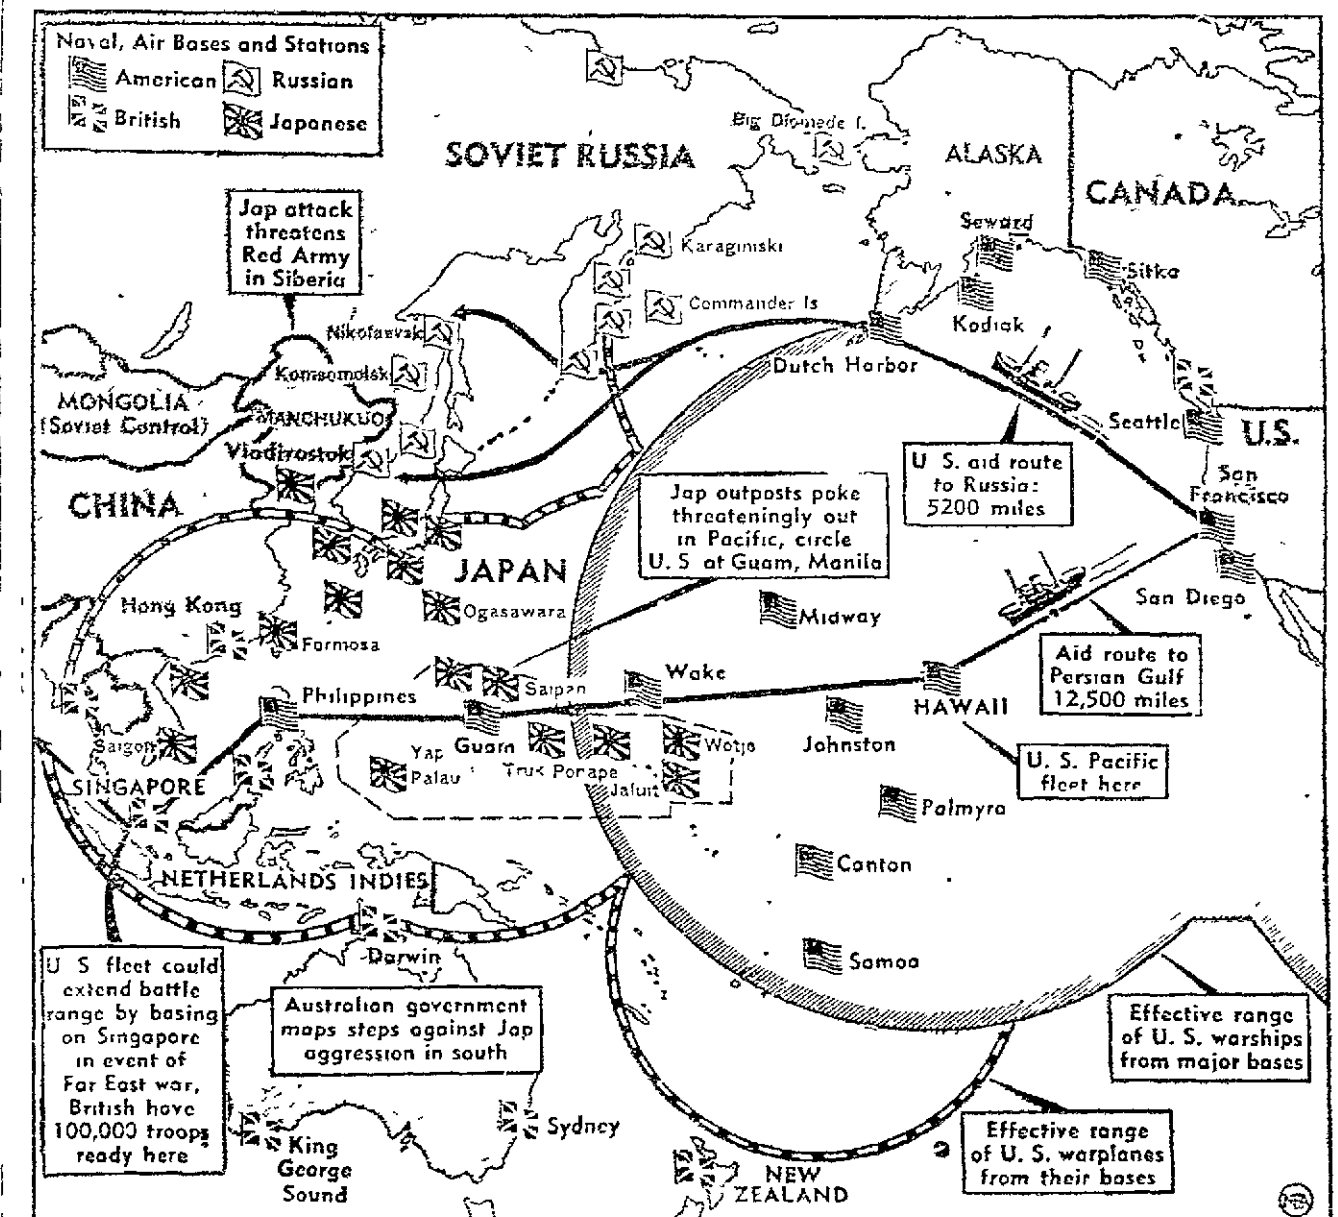 Naval, Air Bases and Stations
American
Russian
British
Japanese
Big Diomede I.
SOVIET RUSSIA
ALASKA
CANADA
Jap attack
threatens
Red Army
in Siberia
Seward
Karaginiski
Sitka
Commander Is
Kodiak
Nikolaevsk
Dutch Harbor
Komsomolsk
MONGOLIA
(Soviet Control)
MANCHUKUO
Seattle
U.S.
Vladivostok
U S. aid route
to Russia:
5200 miles
San
Francisco
CHINA
Jap outposts poke
threateningly out
in Pacific, circle
U. S at Guam, Manila
JAPAN
San Diego
Hong Kong
Ogasawara
Midway
Formosa
Aid route to
Persian Gulf
12,500 miles
Wake
Philippines
Saipan
HAWAII
Saigon
Guam
Yap
Palau
Truk
Ponape
Wotje
Jaluit
Johnston
U. S. Pacific
fleet here
SINGAPORE
Palmyra
Canton
NETHERLANDS INDIES
Darwin
Samoa
U S fleet could
extend battle
range by basing
on Singapore
in event of
Far East war,
British have
100,000 troops
ready here
Australian government
maps steps against Jap
aggression in south
Effective range
of U. S. warships
from major bases
King
George
Sound
Sydney
Effective range
of U. S. warplanes
from their bases
NEW
ZEALAND